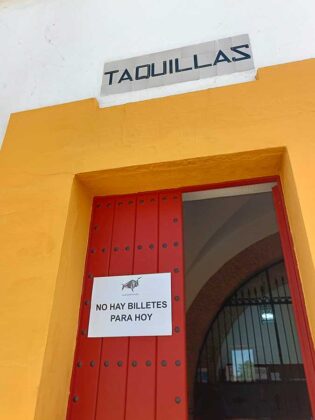 TAQUILLAS
NO HAY BILLETES
PARA HOY